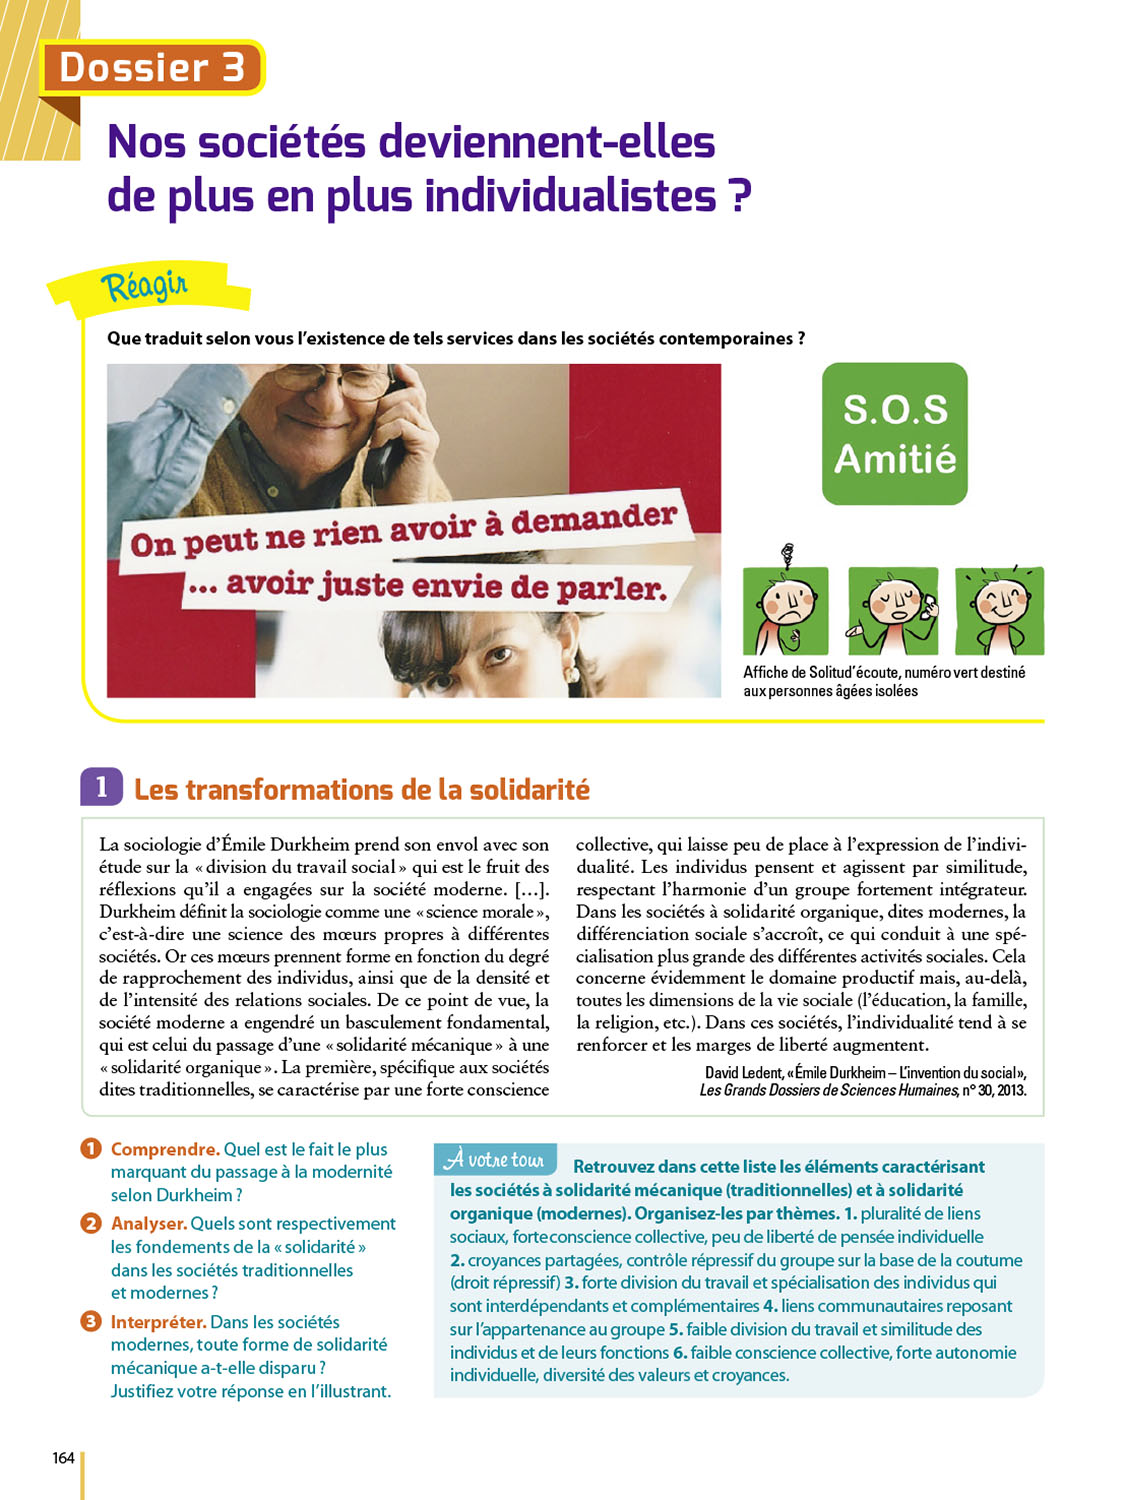 Dossier 3
Nos sociétés deviennent-elles
de plus en plus individualistes ?
Réagir
Que traduit selon vous l'existence de tels services dans les sociétés contemporaines ?
On peut ne rien avoir à demander
... avoir juste envie de parler.
S.O.S
Amitié
Affiche de Solitud'écoute, numéro vert destiné
aux personnes âgées isolées
1 Les transformations de la solidarité
La sociologie d'Émile Durkheim prend son envol avec son
étude sur la « division du travail social » qui est le fruit des
réflexions qu'il a engagées sur la société moderne. […].
Durkheim définit la sociologie comme une « science morale »,
c'est-à-dire une science des mœurs propres à différentes
sociétés. Or ces mœurs prennent forme en fonction du degré
de rapprochement des individus, ainsi que de la densité et
de l'intensité des relations sociales. De ce point de vue, la
société moderne a engendré un basculement fondamental,
qui est celui du passage d'une « solidarité mécanique » à une
« solidarité organique ». La première, spécifique aux sociétés
dites traditionnelles, se caractérise par une forte conscience
collective, qui laisse peu de place à l'expression de l'indivi-
dualité. Les individus pensent et agissent par similitude,
respectant l'harmonie d'un groupe fortement intégrateur.
Dans les sociétés à solidarité organique, dites modernes, la
différenciation sociale s'accroît, ce qui conduit à une spé-
cialisation plus grande des différentes activités sociales. Cela
concerne évidemment le domaine productif mais, au-delà,
toutes les dimensions de la vie sociale (l'éducation, la famille,
la religion, etc.). Dans ces sociétés, l'individualité tend à se
renforcer et les marges de liberté augmentent.
David Ledent, « Émile Durkheim – L'invention du social »,
Les Grands Dossiers de Sciences Humaines, n° 30, 2013.
1 Comprendre. Quel est le fait le plus
marquant du passage à la modernité
selon Durkheim ?
2 Analyser. Quels sont respectivement
les fondements de la « solidarité »
dans les sociétés traditionnelles
et modernes ?
3 Interpréter. Dans les sociétés
modernes, toute forme de solidarité
mécanique a-t-elle disparu ?
Justifiez votre réponse en l'illustrant.
À votre tour Retrouvez dans cette liste les éléments caractérisant
les sociétés à solidarité mécanique (traditionnelles) et à solidarité
organique (modernes). Organisez-les par thèmes. 1. pluralité de liens
sociaux, forteconscience collective, peu de liberté de pensée individuelle
2. croyances partagées, contrôle répressif du groupe sur la base de la coutume
(droit répressif) 3. forte division du travail et spécialisation des individus qui
sont interdépendants et complémentaires 4. liens communautaires reposant
sur l'appartenance au groupe 5. faible division du travail et similitude des
individus et de leurs fonctions 6. faible conscience collective, forte autonomie
individuelle, diversité des valeurs et croyances.
164